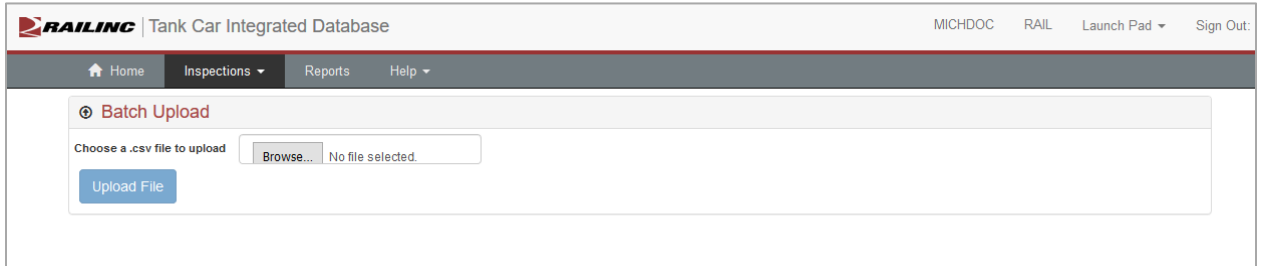 RAILINC | Tank Car Integrated Database MICHDOC RAIL Launch Pad Sign Out:
Home Inspections Reports Help
Batch Upload
Choose a .csv file to upload Browse... No file selected.
Upload File